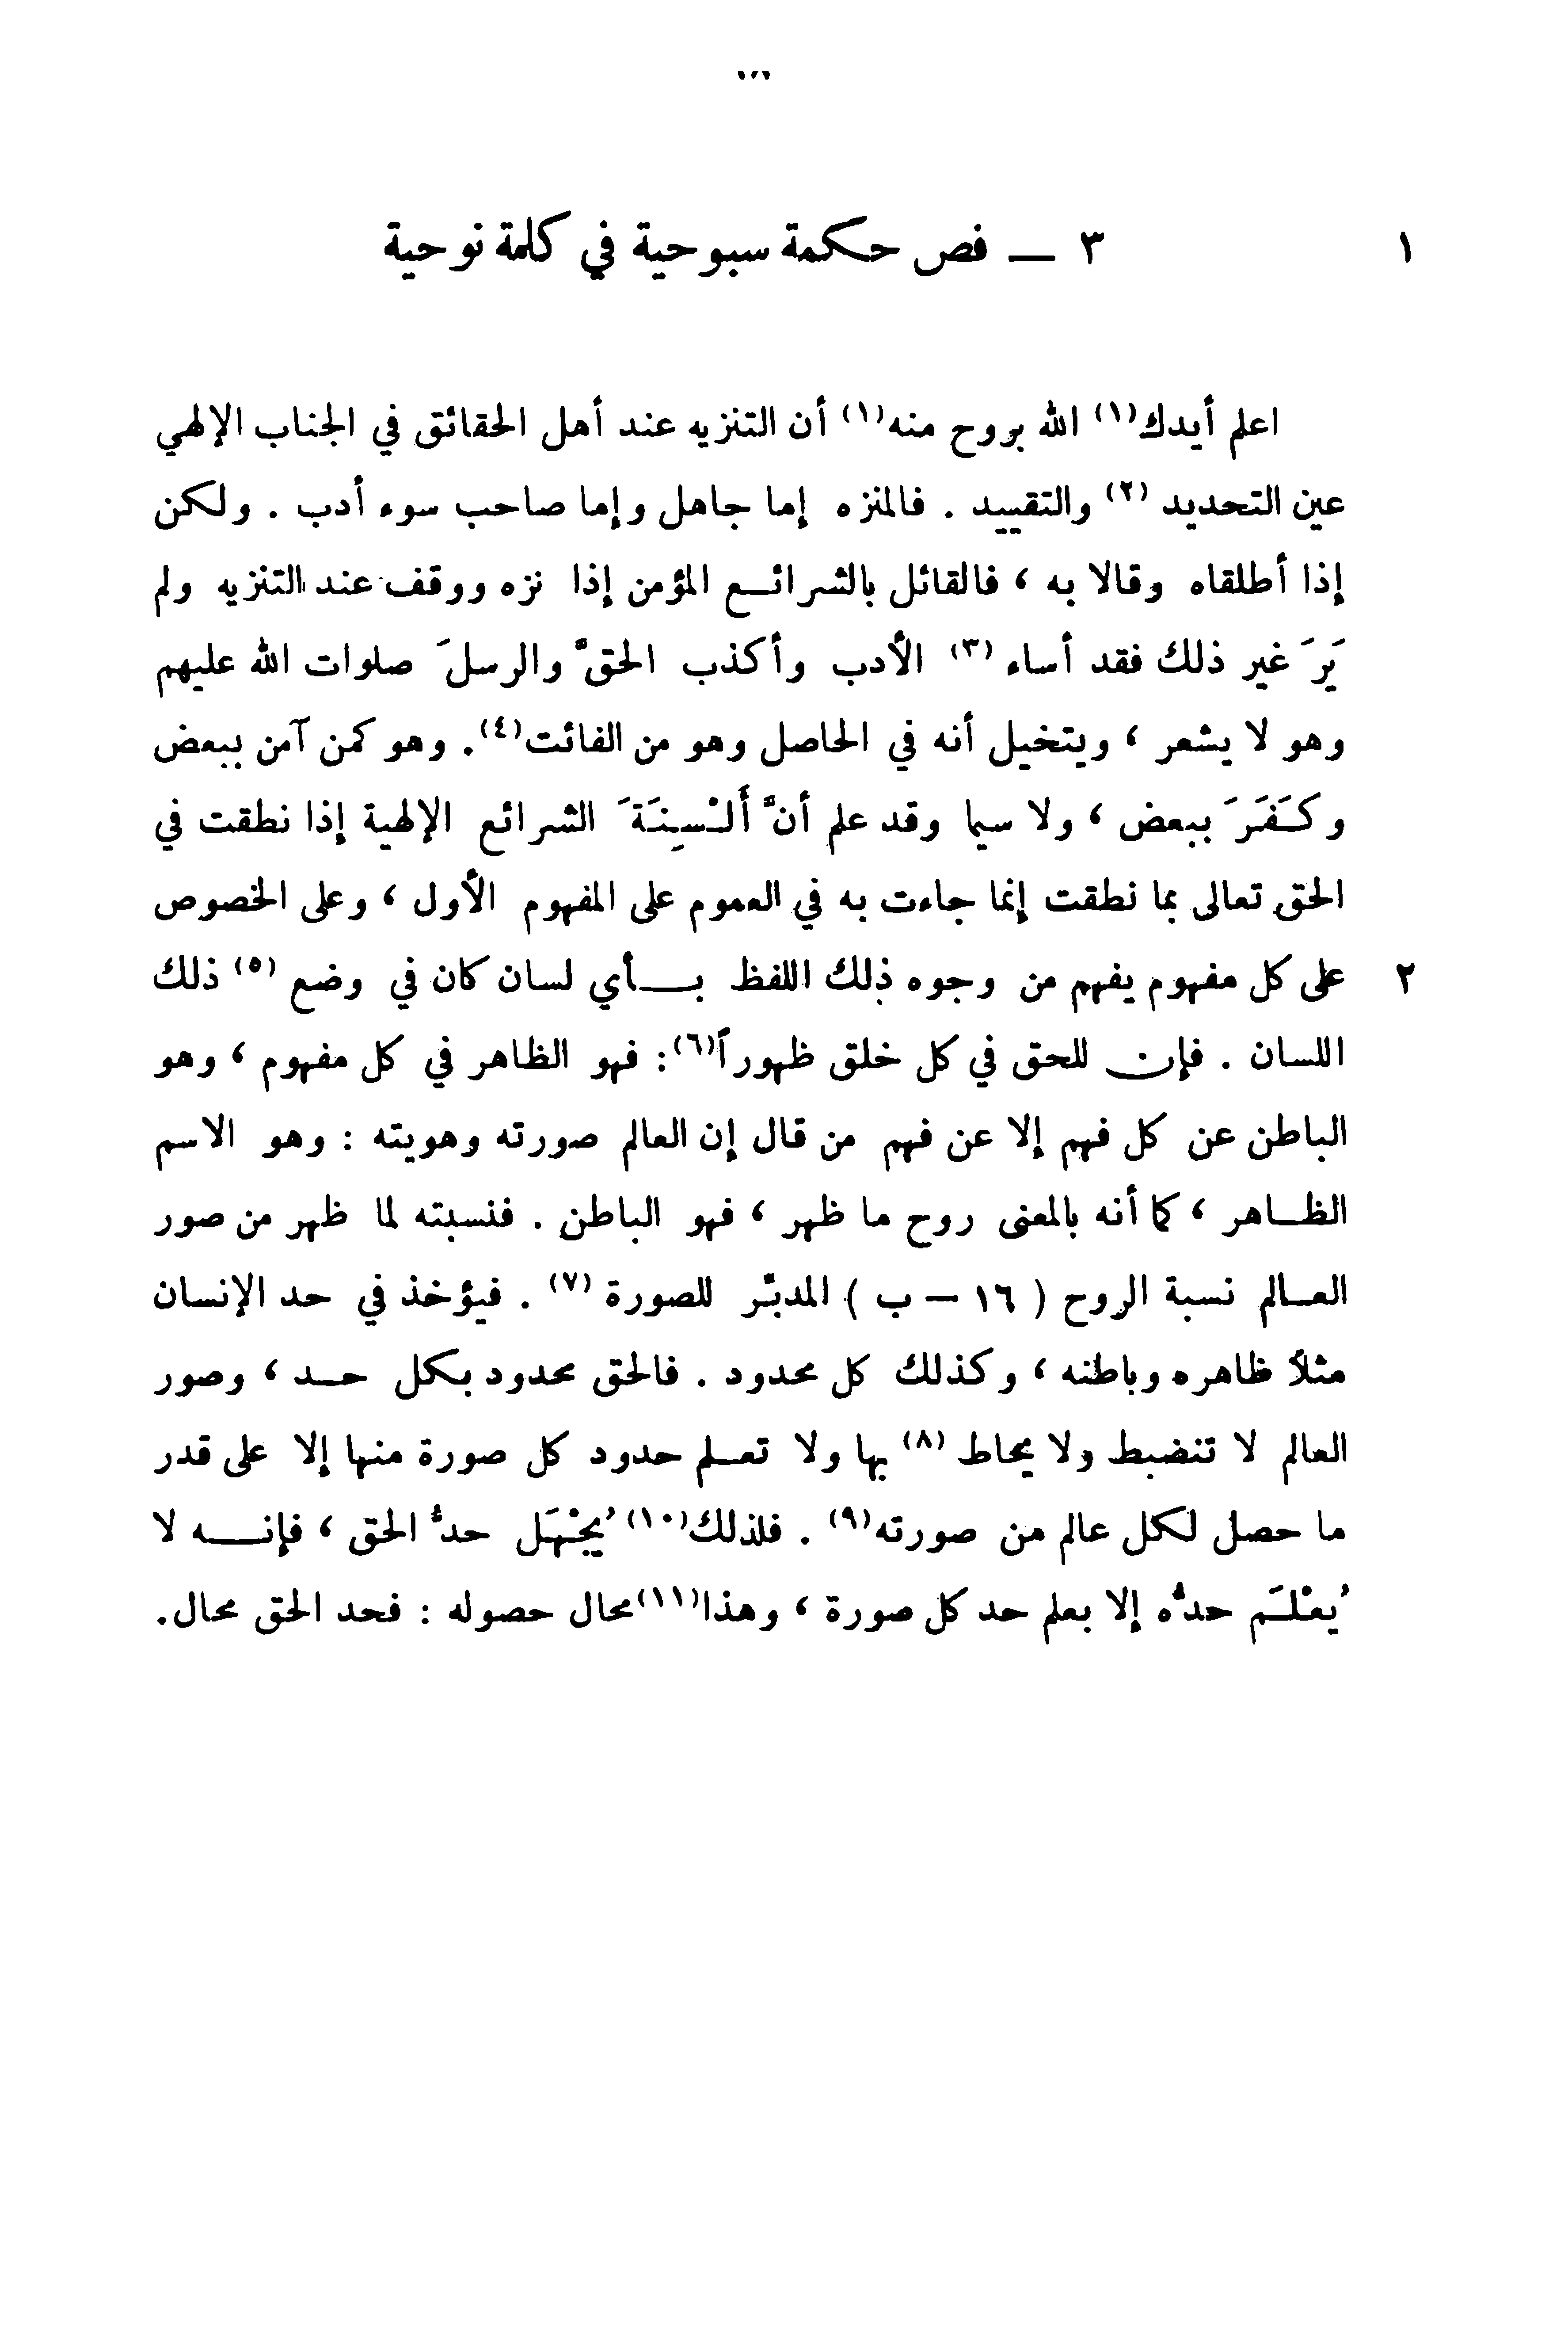 ١ ٣ — فص حكمة سبوحية في كلمة نوحية
اعلم أيدك(١) الله بروح منه(١) أن التنزيه عند أهل الحقائق في الجناب الإلهي
عين التحديد (٢) والتقييد . فالمنزه إما جاهل وإما صاحب سوء أدب . ولكن
إذا أطلقاه وقالا به ، فالقائل بالشرائع المؤمن إذا نزه ووقف عند التنزيه ولم
يَرَ غير ذلك فقد أساء (٣) الأدب وأكذب الحقَّ والرسلَ صلوات الله عليهم
وهو لا يشعر ، ويتخيل أنه في الحاصل وهو من الفائت(٤). وهو كمن آمن ببعض
وكَفَرَ ببعض ، ولا سيما وقد علم أنَّ أَلْسِنَةَ الشرائع الإلهية إذا نطقت في
الحق تعالى بما نطقت إنما جاءت به في العموم على المفهوم الأول ، وعلى الخصوص
٢ على كل مفهوم يفهم من وجوه ذلك اللفظ بأي لسان كان في وضع (٥) ذلك
اللسان . فإن للحق في كل خلق ظهوراً(٦): فهو الظاهر في كل مفهوم ، وهو
الباطن عن كل فهم إلا عن فهم من قال إن العالم صورته وهويته : وهو الاسم
الظاهر ، كما أنه بالمعنى روح ما ظهر ، فهو الباطن . فنسبته لما ظهر من صور
العالم نسبة الروح ( ١٦ – ب ) المدبِّر للصورة (٧) . فيؤخذ في حد الإنسان
مثلاً ظاهره وباطنه ، وكذلك كل محدود . فالحق محدود بكل حد ، وصور
العالم لا تنضبط ولا يحاط (٨) بها ولا تعلم حدود كل صورة منها إلا على قدر
ما حصل لكل عالم من صورته(٩) . فلذلك(١٠) يُجْهَل حدُّ الحق ، فإنه لا
يُعْلَم حدُّه إلا بعلم حد كل صورة ، وهذا(١١)محال حصوله : فحد الحق محال.